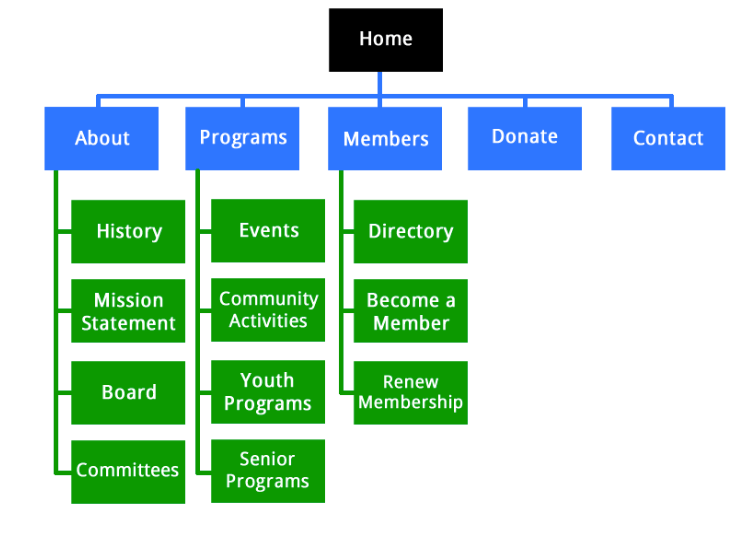 Home
About
Programs
Members
Donate
Contact
History
Mission
Statement
Board
Committees
Events
Community
Activities
Youth
Programs
Senior
Programs
Directory
Become a
Member
Renew
Membership